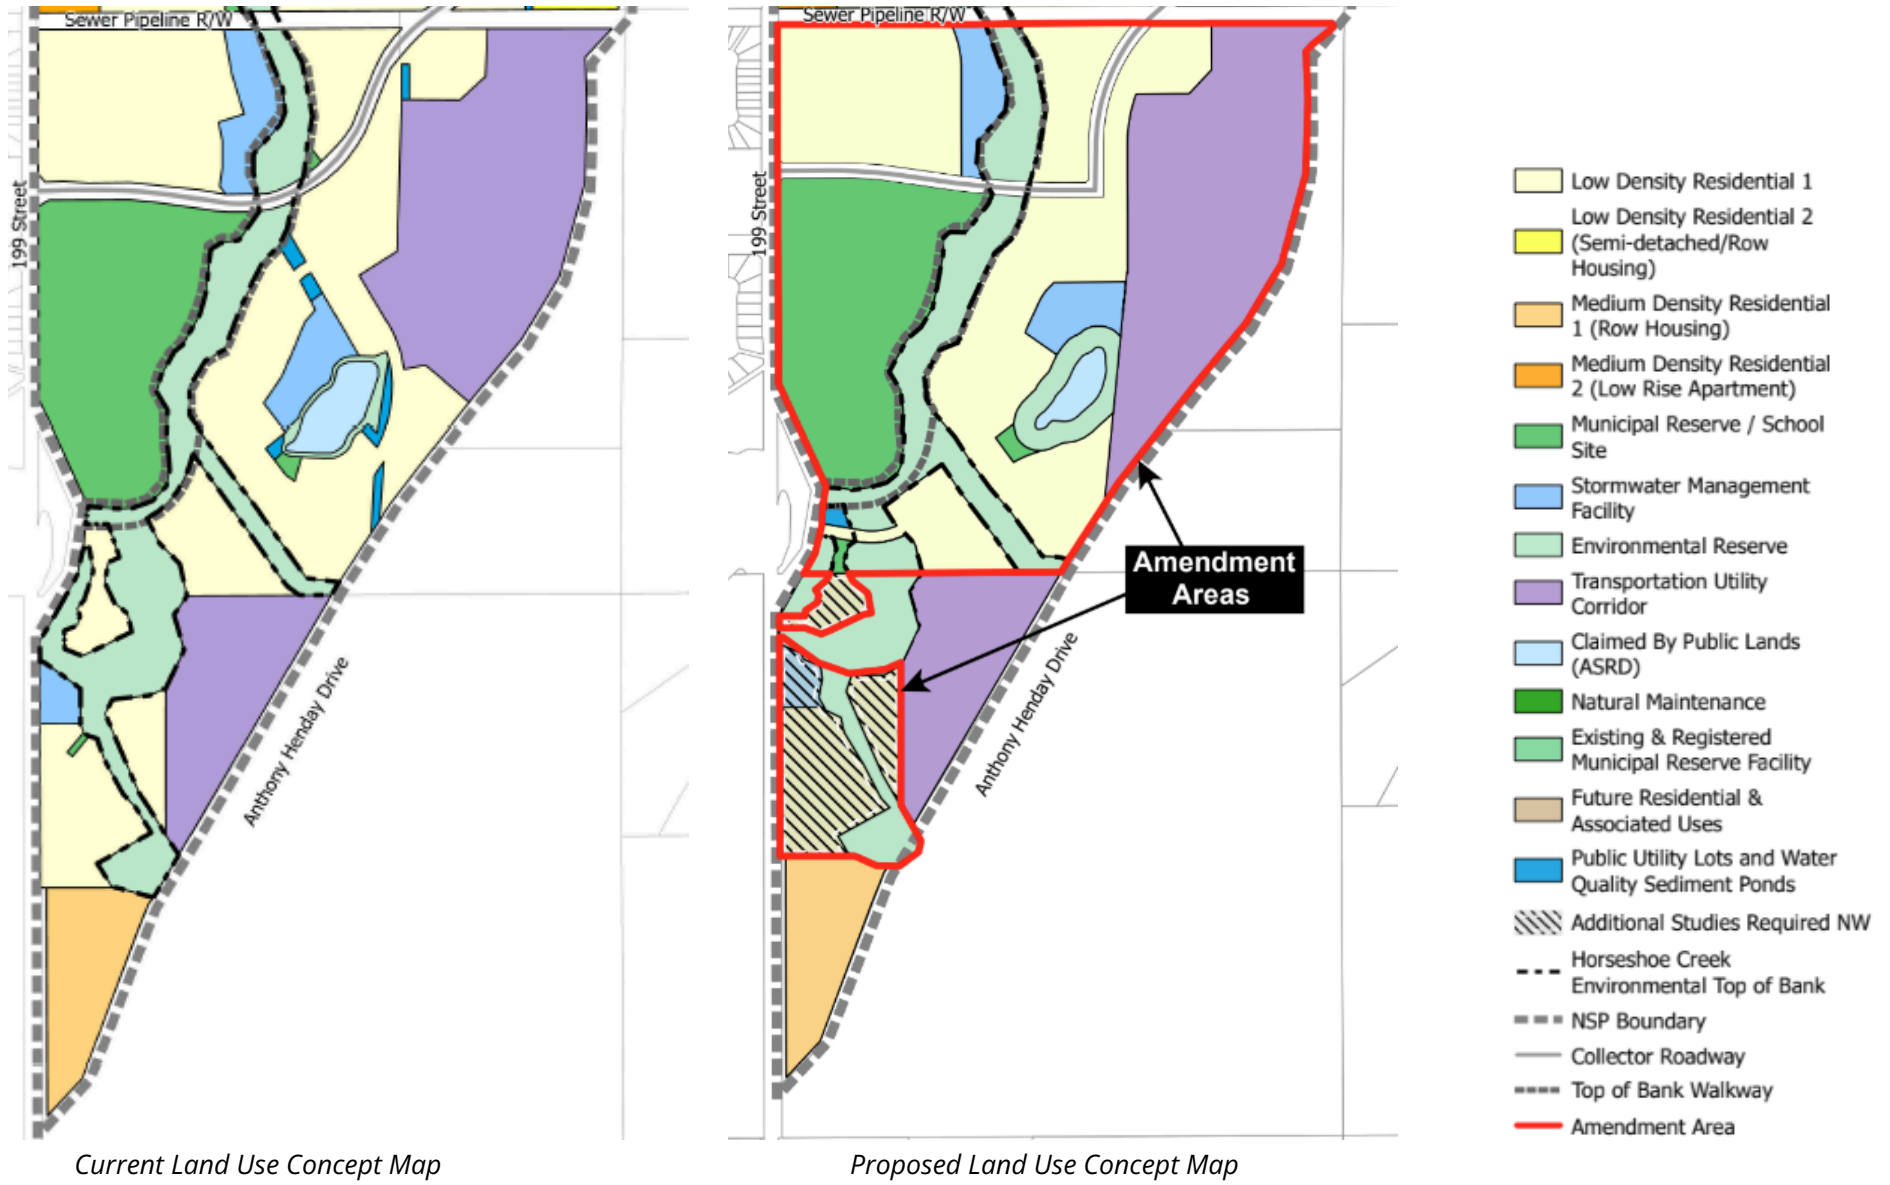 Sewer Pipeline R/W
199 Street
Anthony Henday Drive
Current Land Use Concept Map
Sewer Pipeline R/W
199 Street
Amendment
Areas
Anthony Henday Drive
Proposed Land Use Concept Map
Low Density Residential 1
Low Density Residential 2
(Semi-detached/Row
Housing)
Medium Density Residential
1 (Row Housing)
Medium Density Residential
2 (Low Rise Apartment)
Municipal Reserve / School
Site
Stormwater Management
Facility
Environmental Reserve
Transportation Utility
Corridor
Claimed By Public Lands
(ASRD)
Natural Maintenance
Existing & Registered
Municipal Reserve Facility
Future Residential &
Associated Uses
Public Utility Lots and Water
Quality Sediment Ponds
Additional Studies Required NW
Horseshoe Creek
Environmental Top of Bank
NSP Boundary
Collector Roadway
Top of Bank Walkway
Amendment Area